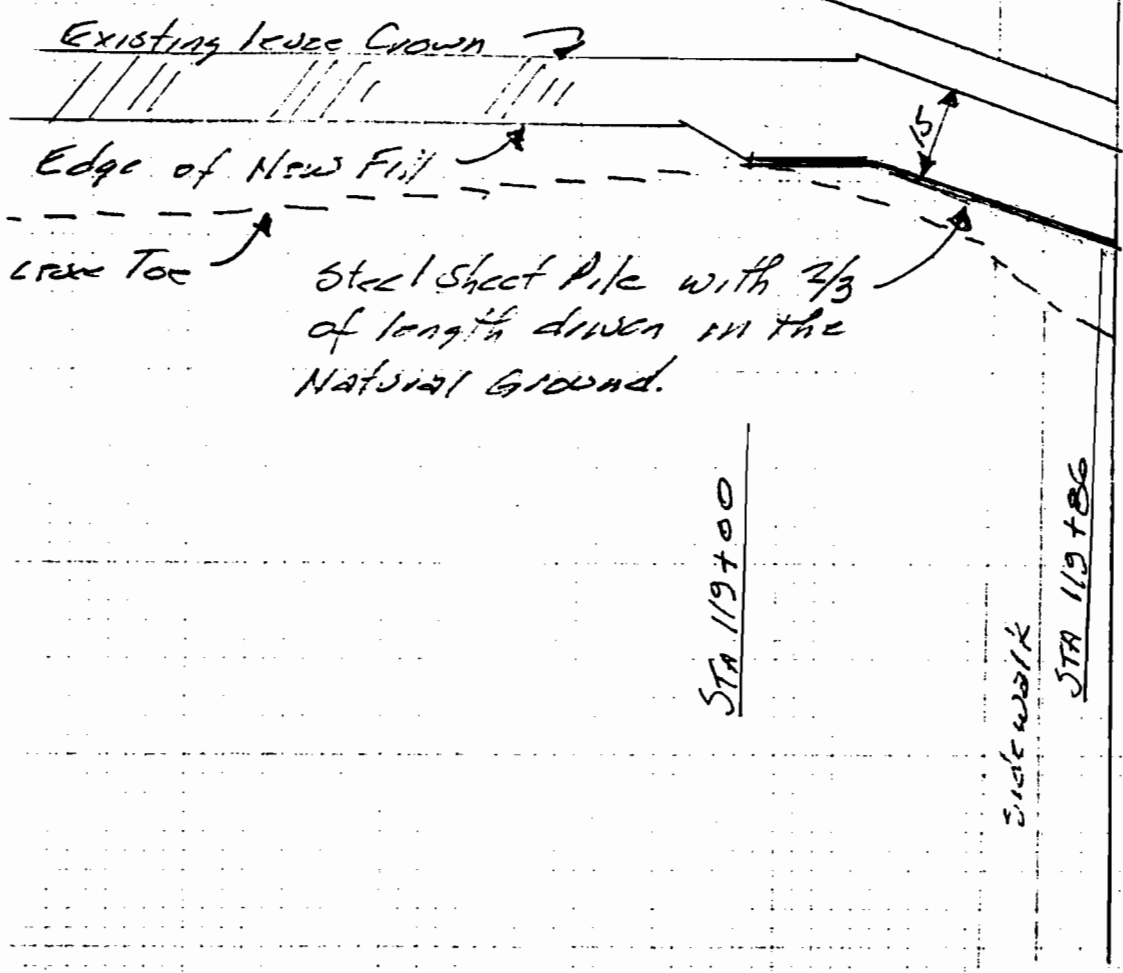 Existing levee Crown
15
Edge of New Fill
Levee Toe
Steel Sheet Pile with 2/3
of length driven in the
Natural Ground.
STA 119+00
Sidewalk
STA 119+86